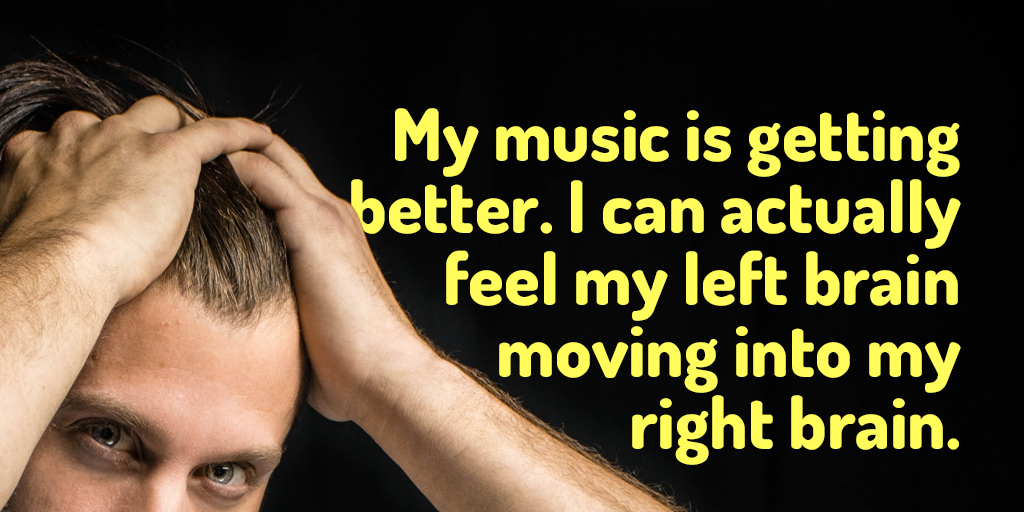 My music is getting
better. I can actually
feel my left brain
moving into my
right brain.